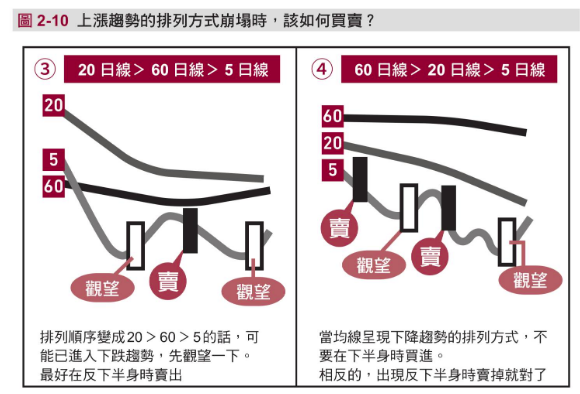 圖 2-10 上漲趨勢的排列方式崩塌時，該如何買賣？
③ 20 日線＞ 60 日線＞ 5 日線
20
5
60
觀望
賣
觀望
排列順序變成20＞60＞5的話，可
能已進入下跌趨勢，先觀望一下。
最好在反下半身時賣出
④ 60 日線＞ 20 日線＞ 5 日線
60
20
5
賣
觀望
賣
觀望
當均線呈現下降趨勢的排列方式，不
要在下半身時買進。
相反的，出現反下半身時賣掉就對了